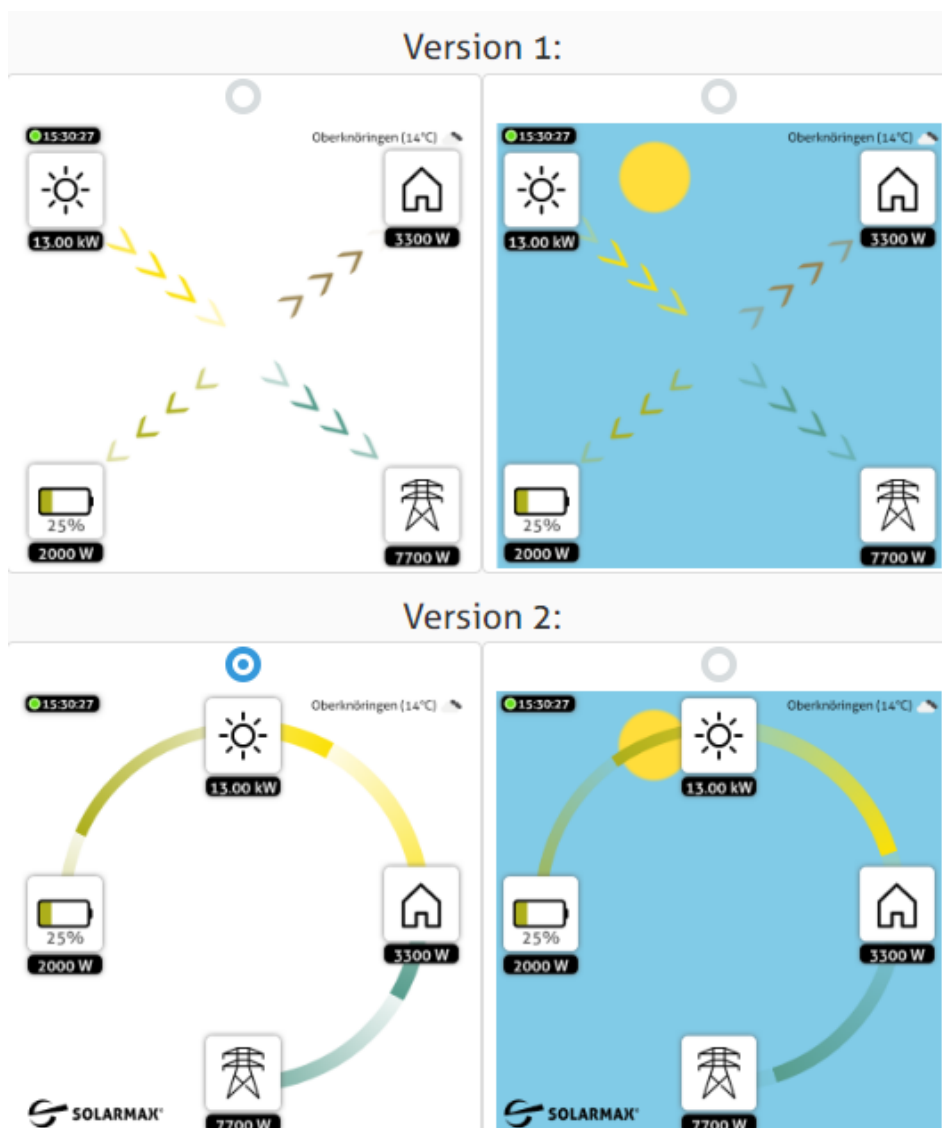 Version 1:
15:30:27
Oberknöringen (14°C)
13.00 kW
3300 W
25%
2000 W
7700 W
15:30:27
Oberknöringen (14°C)
13.00 kW
3300 W
25%
2000 W
7700 W
Version 2:
15:30:27
Oberknöringen (14°C)
13.00 kW
25%
2000 W
3300 W
SOLARMAX®
7700 W
15:30:27
Oberknöringen (14°C)
13.00 kW
25%
2000 W
3300 W
SOLARMAX®
7700 W